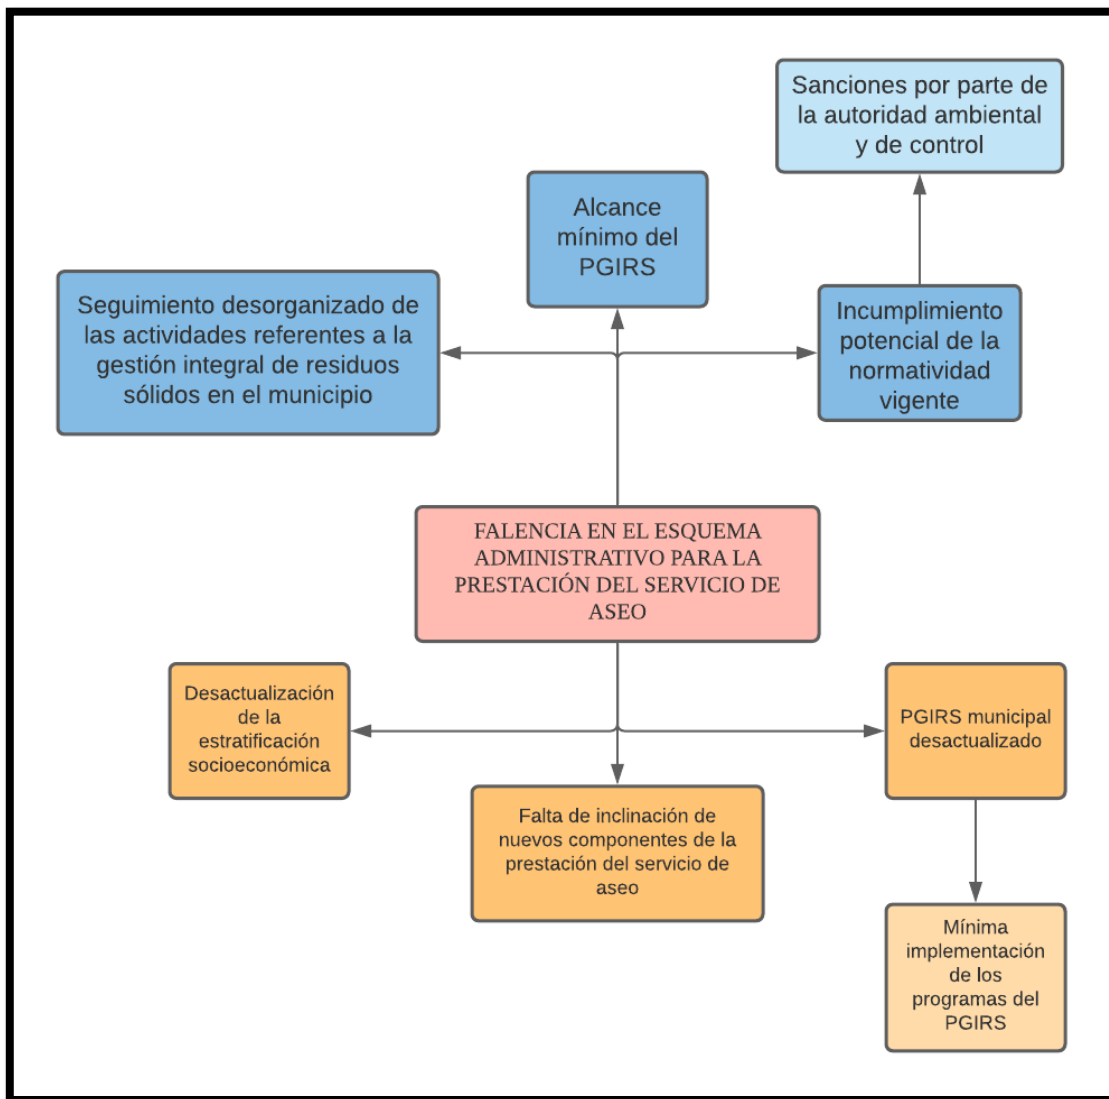 Sanciones por parte de
la autoridad ambiental
y de control
Alcance
mínimo del
PGIRS
Seguimiento desorganizado de
las actividades referentes a la
gestión integral de residuos
sólidos en el municipio
Incumplimiento
potencial de la
normatividad
vigente
FALENCIA EN EL ESQUEMA
ADMINISTRATIVO PARA LA
PRESTACIÓN DEL SERVICIO DE
ASEO
Desactualización
de la
estratificación
socioeconómica
PGIRS municipal
desactualizado
Falta de inclinación de
nuevos componentes de la
prestación del servicio de
aseo
Mínima
implementación
de los
programas del
PGIRS